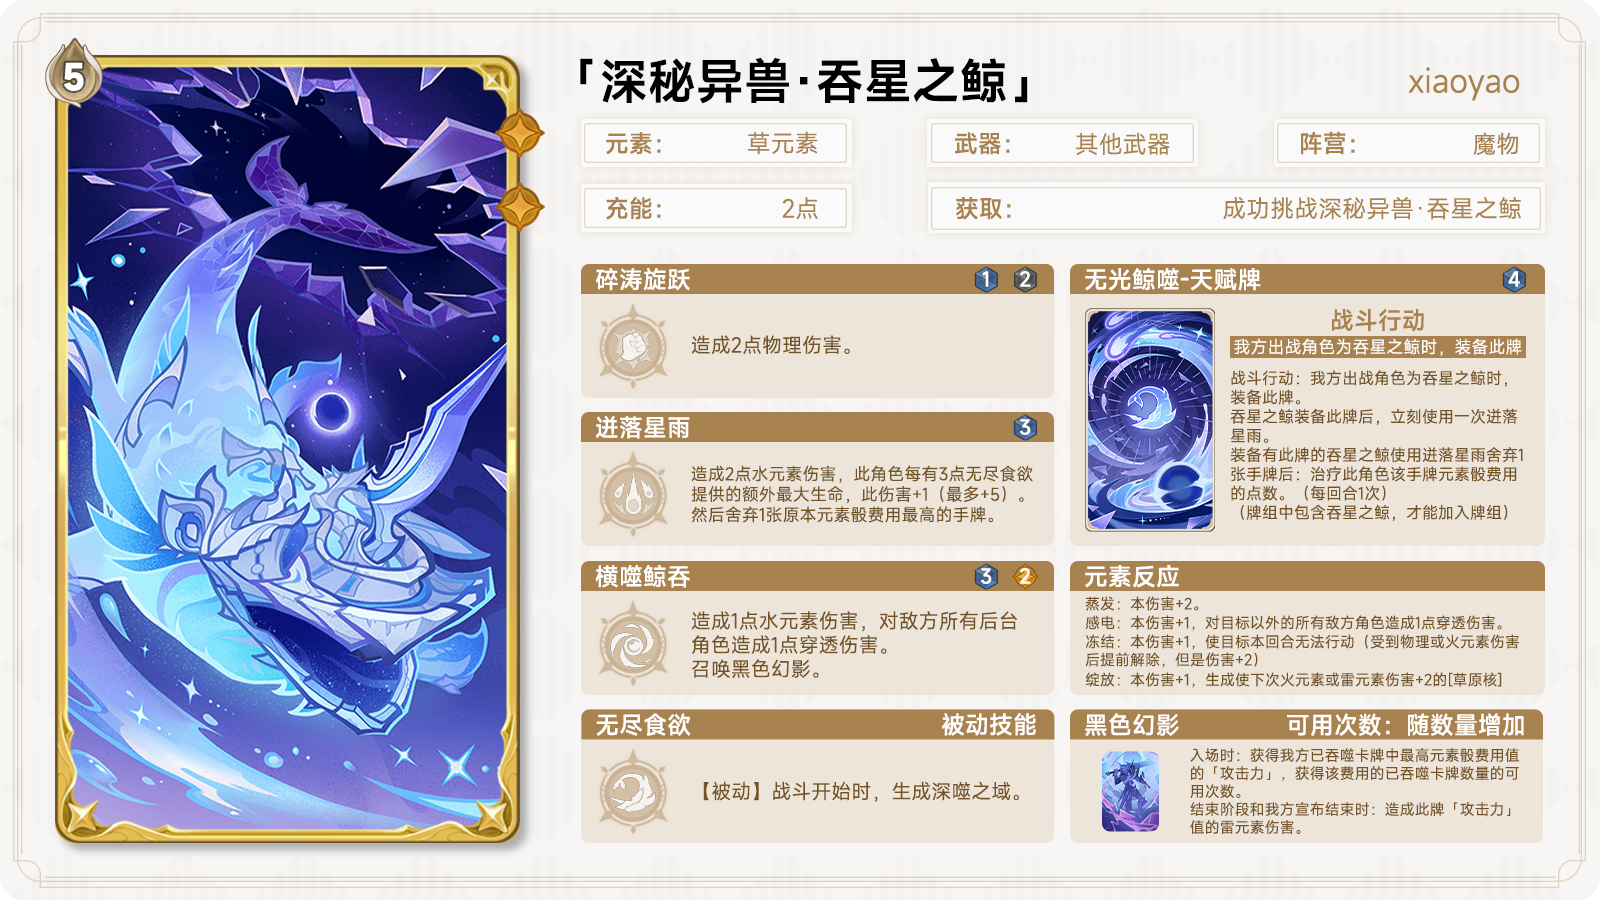 5
「深秘异兽·吞星之鲸」
xiaoyao
元素： 草元素
武器： 其他武器
阵营： 魔物
充能： 2点
获取： 成功挑战深秘异兽·吞星之鲸
碎涛旋跃 1 2
造成2点物理伤害。
迸落星雨 3
造成2点水元素伤害，此角色每有3点无尽食欲
提供的额外最大生命，此伤害+1（最多+5）。
然后舍弃1张原本元素骰费用最高的手牌。
横噬鲸吞 3 2
造成1点水元素伤害，对敌方所有后台
角色造成1点穿透伤害。
召唤黑色幻影。
无尽食欲 被动技能
【被动】战斗开始时，生成深噬之域。
无光鲸噬-天赋牌 4
战斗行动
我方出战角色为吞星之鲸时，装备此牌
战斗行动：我方出战角色为吞星之鲸时，
装备此牌。
吞星之鲸装备此牌后，立刻使用一次迸落
星雨。
装备有此牌的吞星之鲸使用迸落星雨舍弃1
张手牌后：治疗此角色该手牌元素骰费用
的点数。（每回合1次）
（牌组中包含吞星之鲸，才能加入牌组）
元素反应
蒸发：本伤害+2。
感电：本伤害+1，对目标以外的所有敌方角色造成1点穿透伤害。
冻结：本伤害+1，使目标本回合无法行动（受到物理或火元素伤害
后提前解除，但是伤害+2）
绽放：本伤害+1，生成使下次火元素或雷元素伤害+2的[草原核]
黑色幻影 可用次数：随数量增加
入场时：获得我方已吞噬卡牌中最高元素骰费用值
的「攻击力」，获得该费用的已吞噬卡牌数量的可
用次数。
结束阶段和我方宣布结束时：造成此牌「攻击力」
值的雷元素伤害。